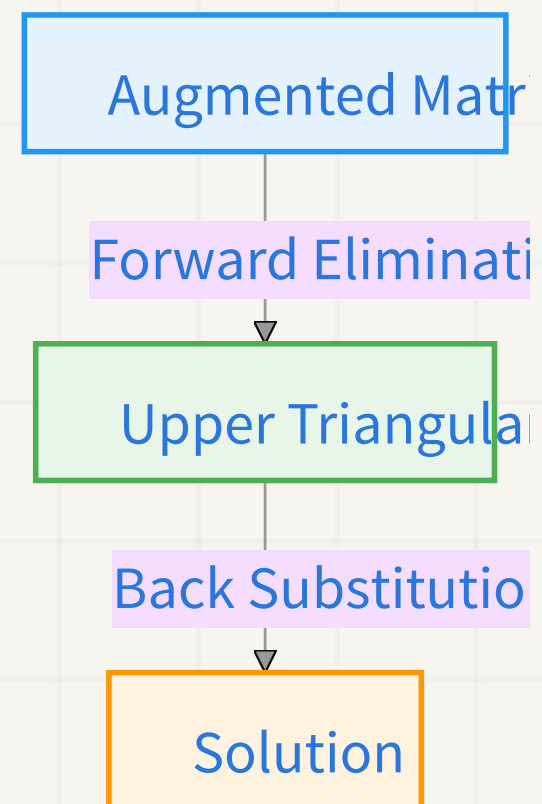 Augmented Matr
Forward Eliminati
Upper Triangula
Back Substitutio
Solution